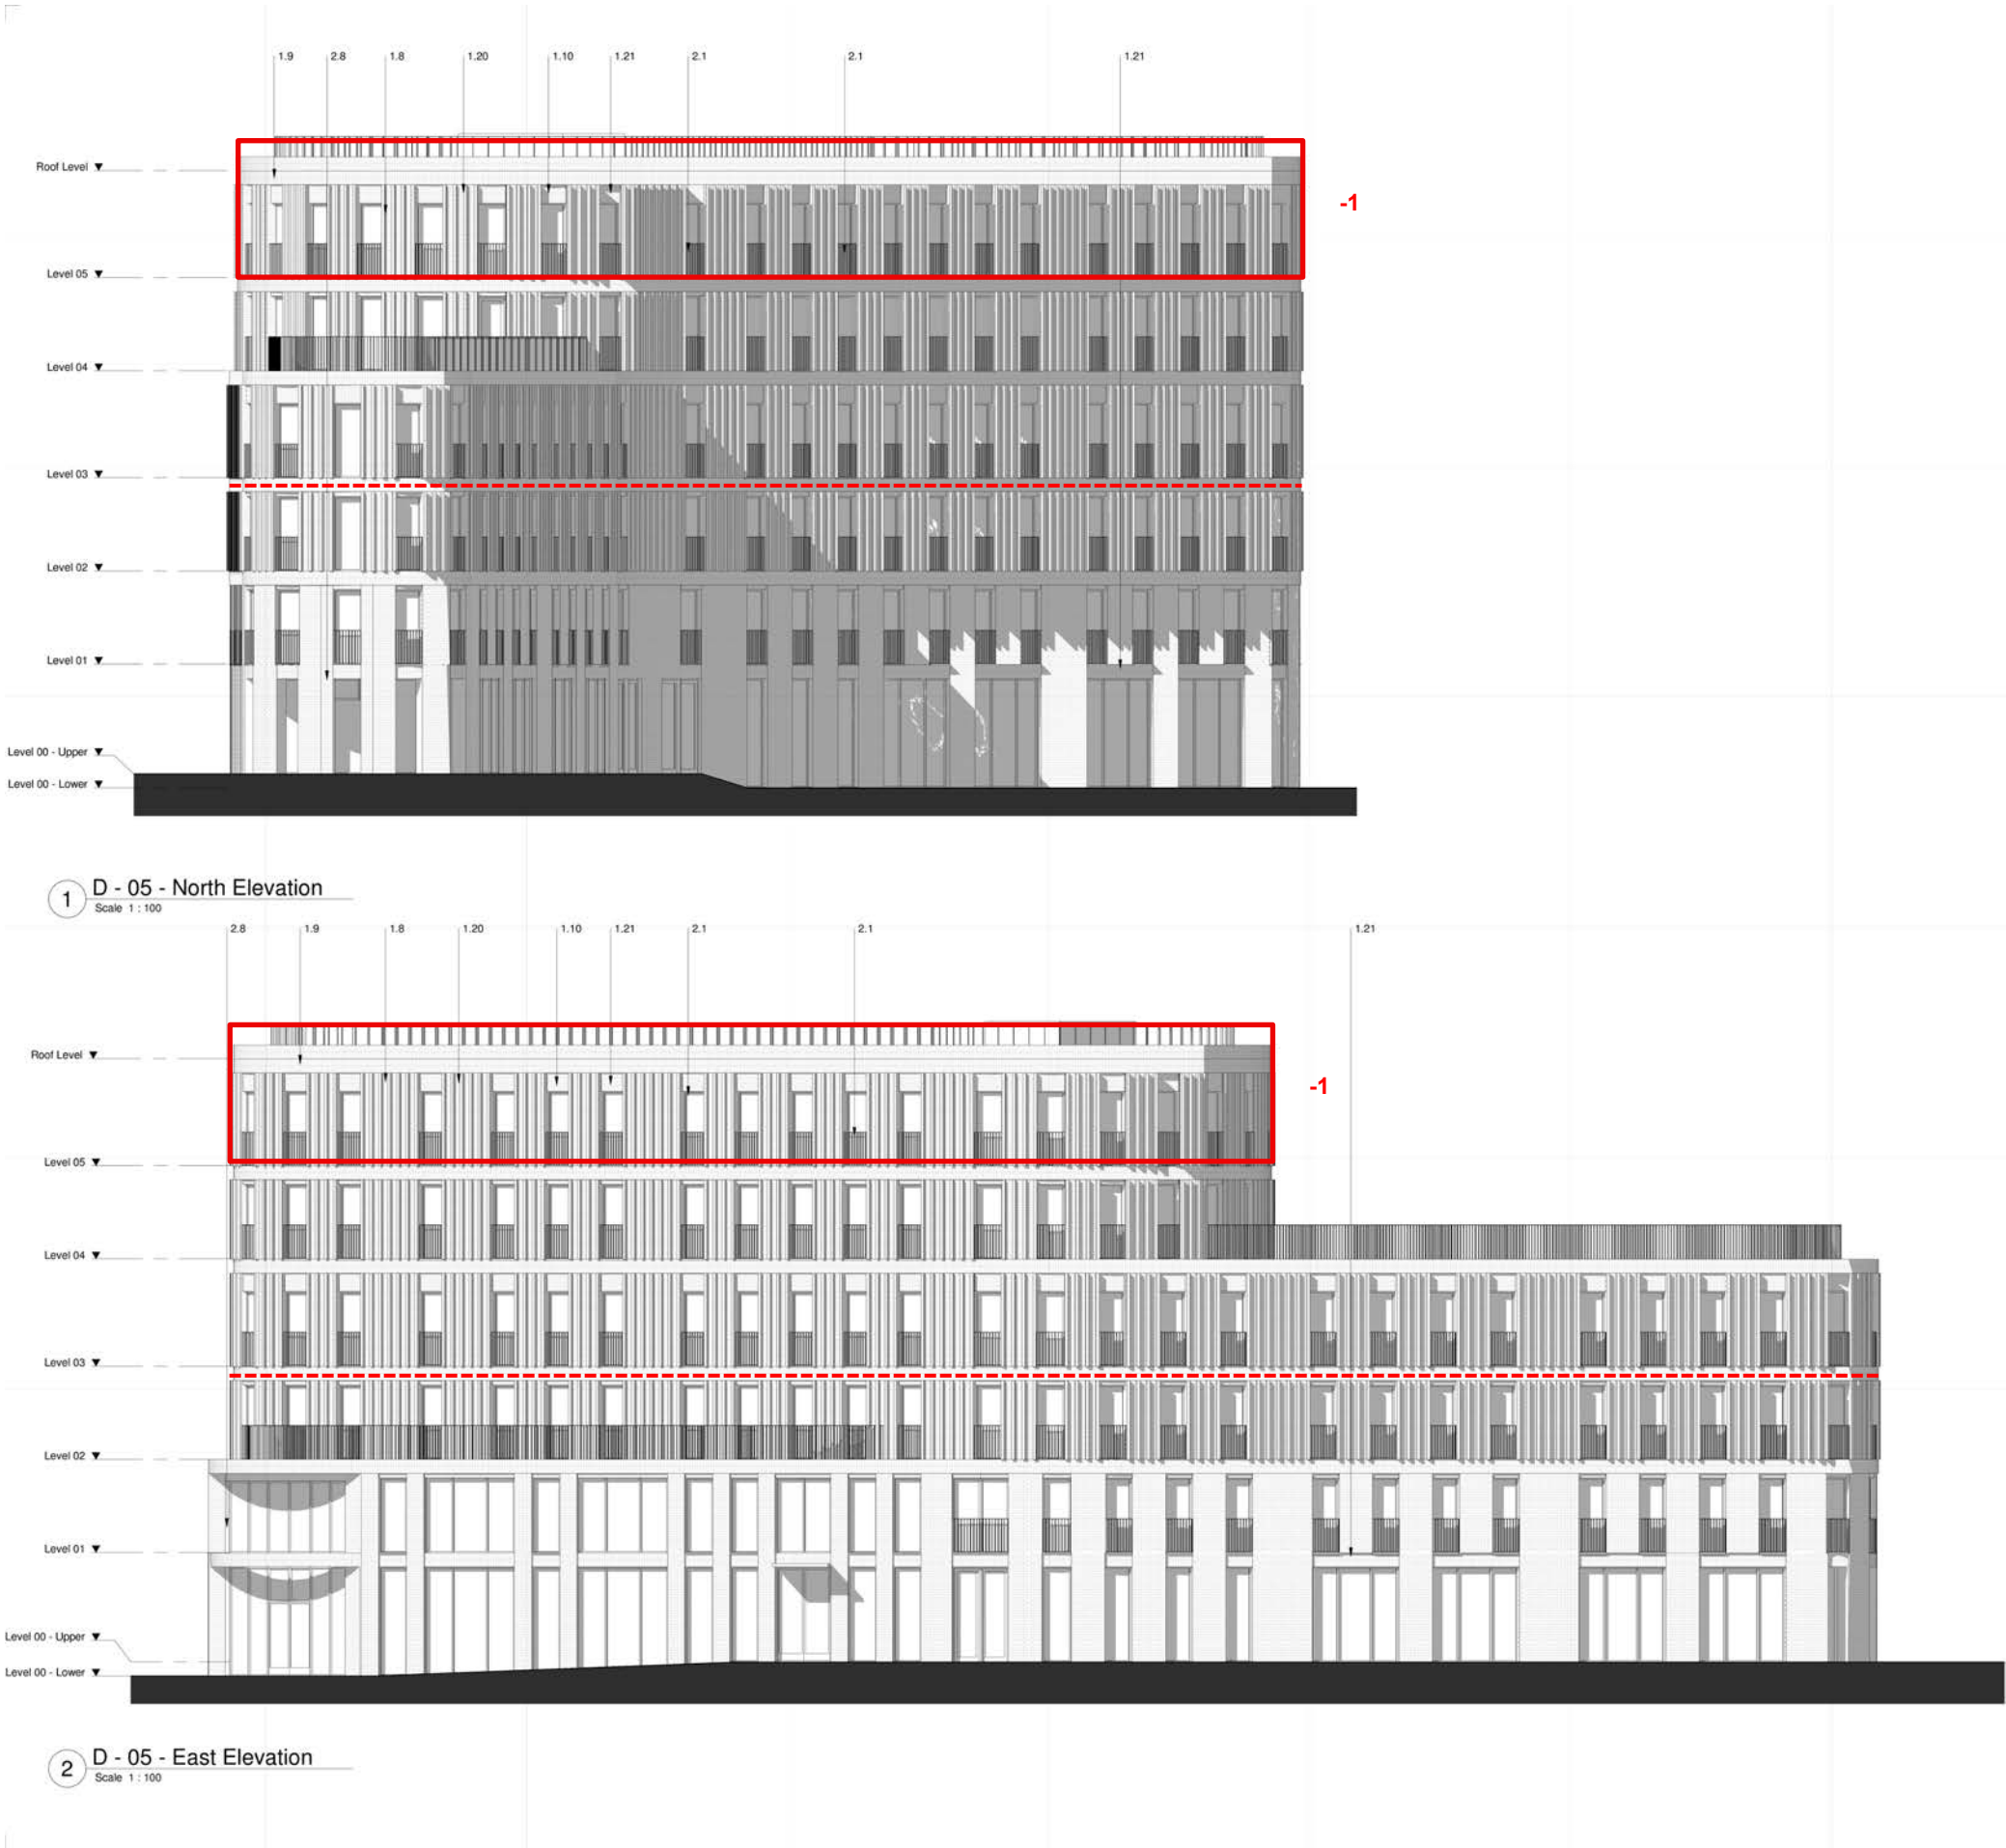 1.9 2.8 1.8 1.20 1.10 1.21 2.1 2.1 1.21
Roof Level
-1
Level 05
Level 04
Level 03
Level 02
Level 01
Level 00 - Upper
Level 00 - Lower
1 D - 05 - North Elevation
Scale 1 : 100
2.8 1.9 1.8 1.20 1.10 1.21 2.1 2.1 1.21
Roof Level
-1
Level 05
Level 04
Level 03
Level 02
Level 01
Level 00 - Upper
Level 00 - Lower
2 D - 05 - East Elevation
Scale 1 : 100